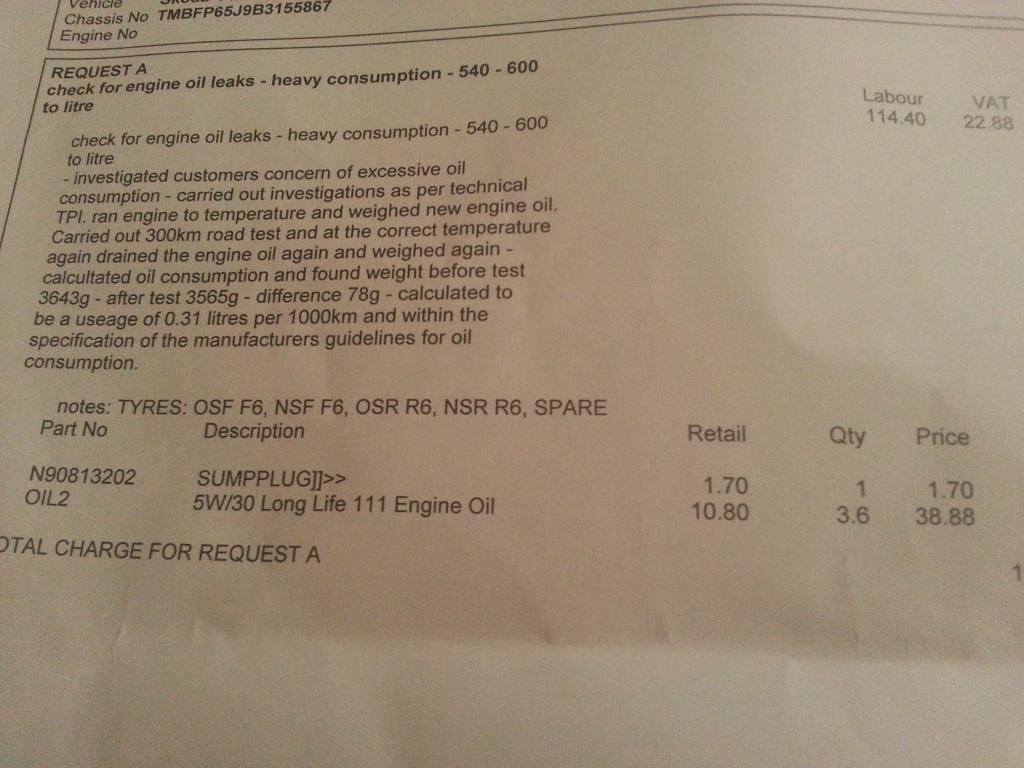 Vehicle
Chassis No TMBFP65J9B3155867
Engine No
REQUEST A
check for engine oil leaks - heavy consumption - 540 - 600
to litre
Labour VAT
114.40 22.88
check for engine oil leaks - heavy consumption - 540 - 600
to litre
- investigated customers concern of excessive oil
consumption - carried out investigations as per technical
TPI. ran engine to temperature and weighed new engine oil.
Carried out 300km road test and at the correct temperature
again drained the engine oil again and weighed again -
calcultated oil consumption and found weight before test
3643g - after test 3565g - difference 78g - calculated to
be a useage of 0.31 litres per 1000km and within the
specification of the manufacturers guidelines for oil
consumption.
notes: TYRES: OSF F6, NSF F6, OSR R6, NSR R6, SPARE
Part No Description Retail Qty Price
N90813202 SUMPPLUG]]>> 1.70 1 1.70
OIL2 5W/30 Long Life 111 Engine Oil 10.80 3.6 38.88
OTAL CHARGE FOR REQUEST A
1